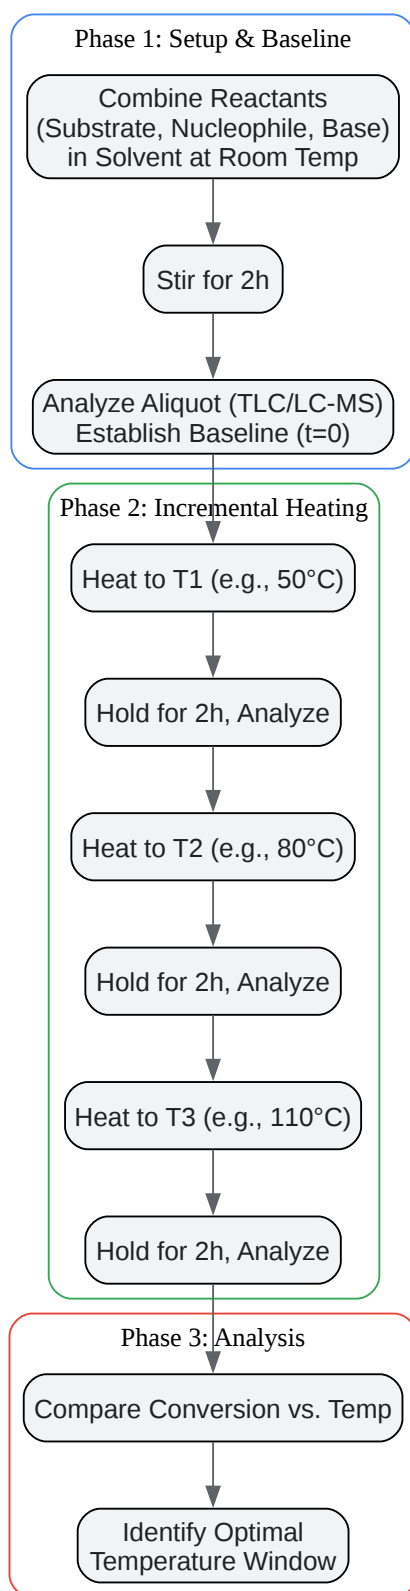 Phase 1: Setup & Baseline
Combine Reactants
(Substrate, Nucleophile, Base)
in Solvent at Room Temp
Stir for 2h
Analyze Aliquot (TLC/LC-MS)
Establish Baseline (t=0)
Phase 2: Incremental Heating
Heat to T1 (e.g., 50°C)
Hold for 2h, Analyze
Heat to T2 (e.g., 80°C)
Hold for 2h, Analyze
Heat to T3 (e.g., 110°C)
Hold for 2h, Analyze
Phase 3: Analysis
Compare Conversion vs. Temp
Identify Optimal
Temperature Window